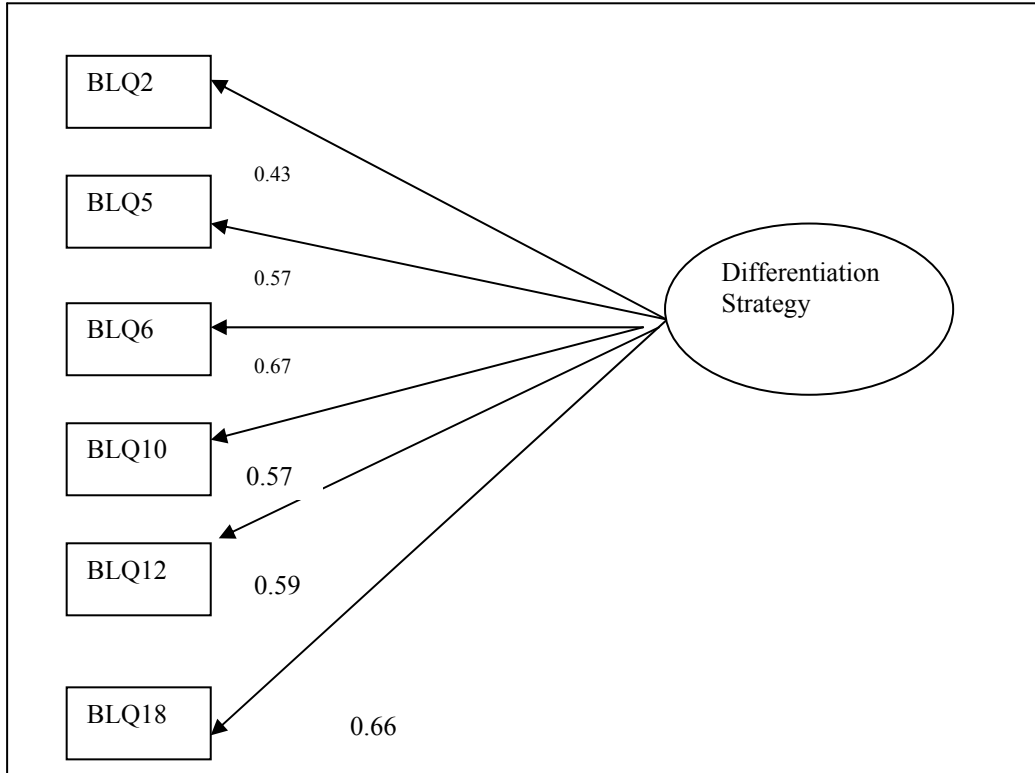 BLQ2
0.43
BLQ5
0.57
BLQ6
0.67
BLQ10
0.57
BLQ12
0.59
BLQ18
0.66
Differentiation
Strategy